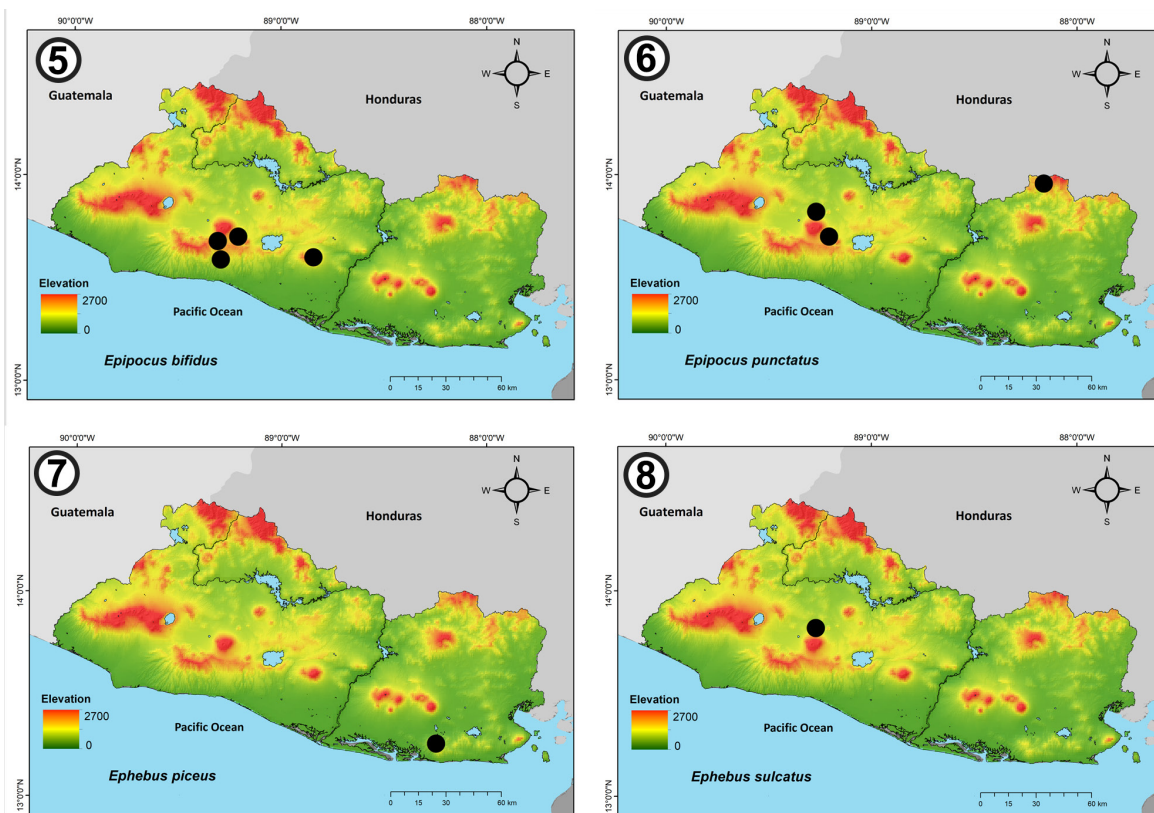 90°0'0"W 89°0'0"W 88°0'0"W
5
N
W E
S
Guatemala
Honduras
14°0'0"N
Elevation
2700
0
Pacific Ocean
Epipocus bifidus
13°0'0"N
0 15 30 60 km
90°0'0"W 89°0'0"W 88°0'0"W
6
N
W E
S
Guatemala
Honduras
14°0'0"N
Elevation
2700
0
Pacific Ocean
Epipocus punctatus
13°0'0"N
0 15 30 60 km
90°0'0"W 89°0'0"W 88°0'0"W
7
N
W E
S
Guatemala
Honduras
14°0'0"N
Elevation
2700
0
Pacific Ocean
Ephebus piceus
13°0'0"N
0 15 30 60 km
90°0'0"W 89°0'0"W 88°0'0"W
8
N
W E
S
Guatemala
Honduras
14°0'0"N
Elevation
2700
0
Pacific Ocean
Ephebus sulcatus
13°0'0"N
0 15 30 60 km